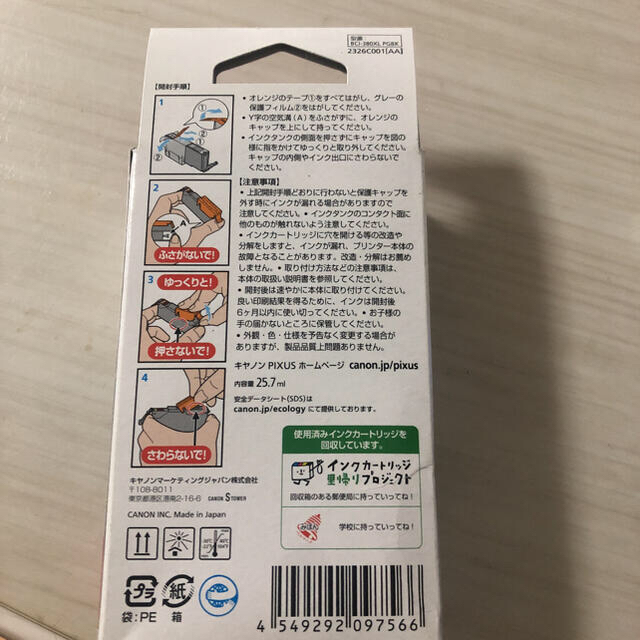 型番：
BCI-380XL PGBK
2326C001[AA]
【開封手順】
1
① ② ②
• オレンジのテープ①をすべてはがし、グレーの
保護フィルム②をはがしてください。
• Y字の空気溝（A）をふさがずに、オレンジの
キャップを上にして持ってください。
• インクタンクの側面を押さずにキャップを図の
様に指をかけてゆっくりと取り外してください。
キャップの内側やインク出口にさわらないで
ください。
2
A
ふさがないで！
3
ゆっくりと！
押さないで！
4
さわらないで！
【注意事項】
• 上記開封手順どおりに行わないと保護キャップを
外す時にインクが漏れる場合がありますので
注意してください。• インクタンクのコンタクト面に
他のものが触れないよう注意してください。
• インクカートリッジに穴を開ける等の改造や
分解をしますと、インクが漏れ、プリンター本体の
故障となることがあります。改造・分解はお薦め
しません。• 取り付け方法などの注意事項は、
本体の取扱い説明書を参照してください。
• 開封後は速やかに本体に取り付けてください。
良い印刷結果を得るために、インクは開封後
6ヶ月以内に使い切ってください。• お子様の
手の届かないところに保管してください。
• 外観・色・仕様を予告なく変更する場合が
ありますが、製品品質上問題ありません。
キヤノン PIXUS ホームページ canon.jp/pixus
内容量 25.7ml
安全データシート(SDS)は
canon.jp/ecology にて提供しております。
使用済みインクカートリッジを
回収しています。
インクカートリッジ
里帰りプロジェクト
回収箱のある郵便局に持っていってね！
学校に持っていってね！
キヤノンマーケティングジャパン株式会社
〒108-8011
東京都港区港南2-16-6 CANON S TOWER
CANON INC. Made in Japan
プラ
袋：PE
紙
箱
4 549292 097566